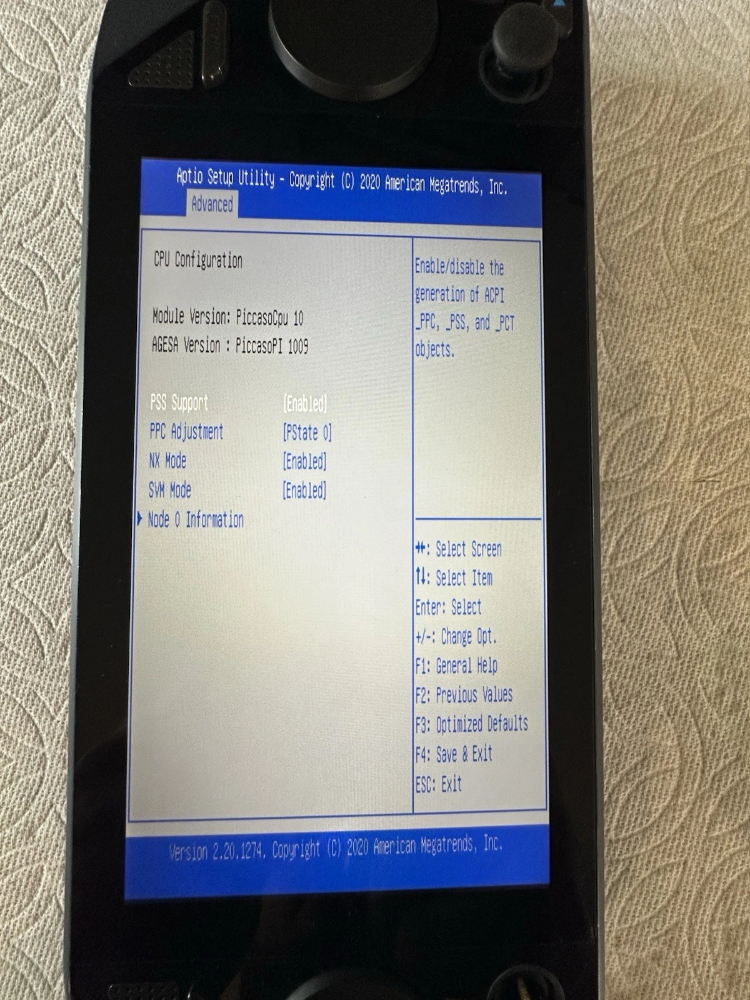 Aptio Setup Utility - Copyright (C) 2020 American Megatrends, Inc.
Advanced
CPU Configuration
Module Version: PiccasoCpu 10
AGESA Version : PiccasoPI 1009
PSS Support [Enabled]
PPC Adjustment [PState 0]
NX Mode [Enabled]
SVM Mode [Enabled]
Node 0 Information
Enable/disable the
generation of ACPI
_PPC, _PSS, and _PCT
objects.
→←: Select Screen
↑↓: Select Item
Enter: Select
+/-: Change Opt.
F1: General Help
F2: Previous Values
F3: Optimized Defaults
F4: Save & Exit
ESC: Exit
Version 2.20.1274. Copyright (C) 2020 American Megatrends, Inc.